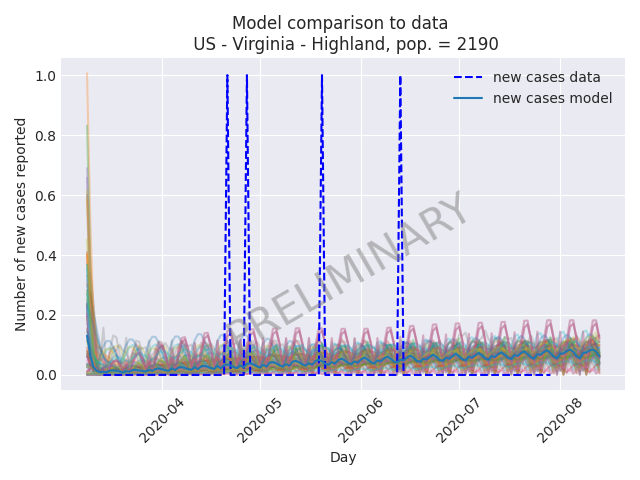 Model comparison to data
US - Virginia - Highland, pop. = 2190
new cases data
new cases model
Number of new cases reported
1.0
0.8
0.6
0.4
0.2
0.0
PRELIMINARY
2020-04
2020-05
2020-06
2020-07
2020-08
Day